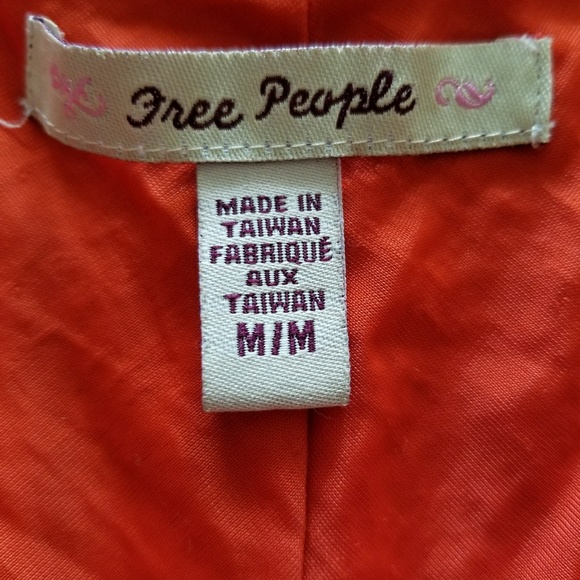 Free People
MADE IN
TAIWAN
FABRIQUÉ
AUX
TAIWAN
M/M